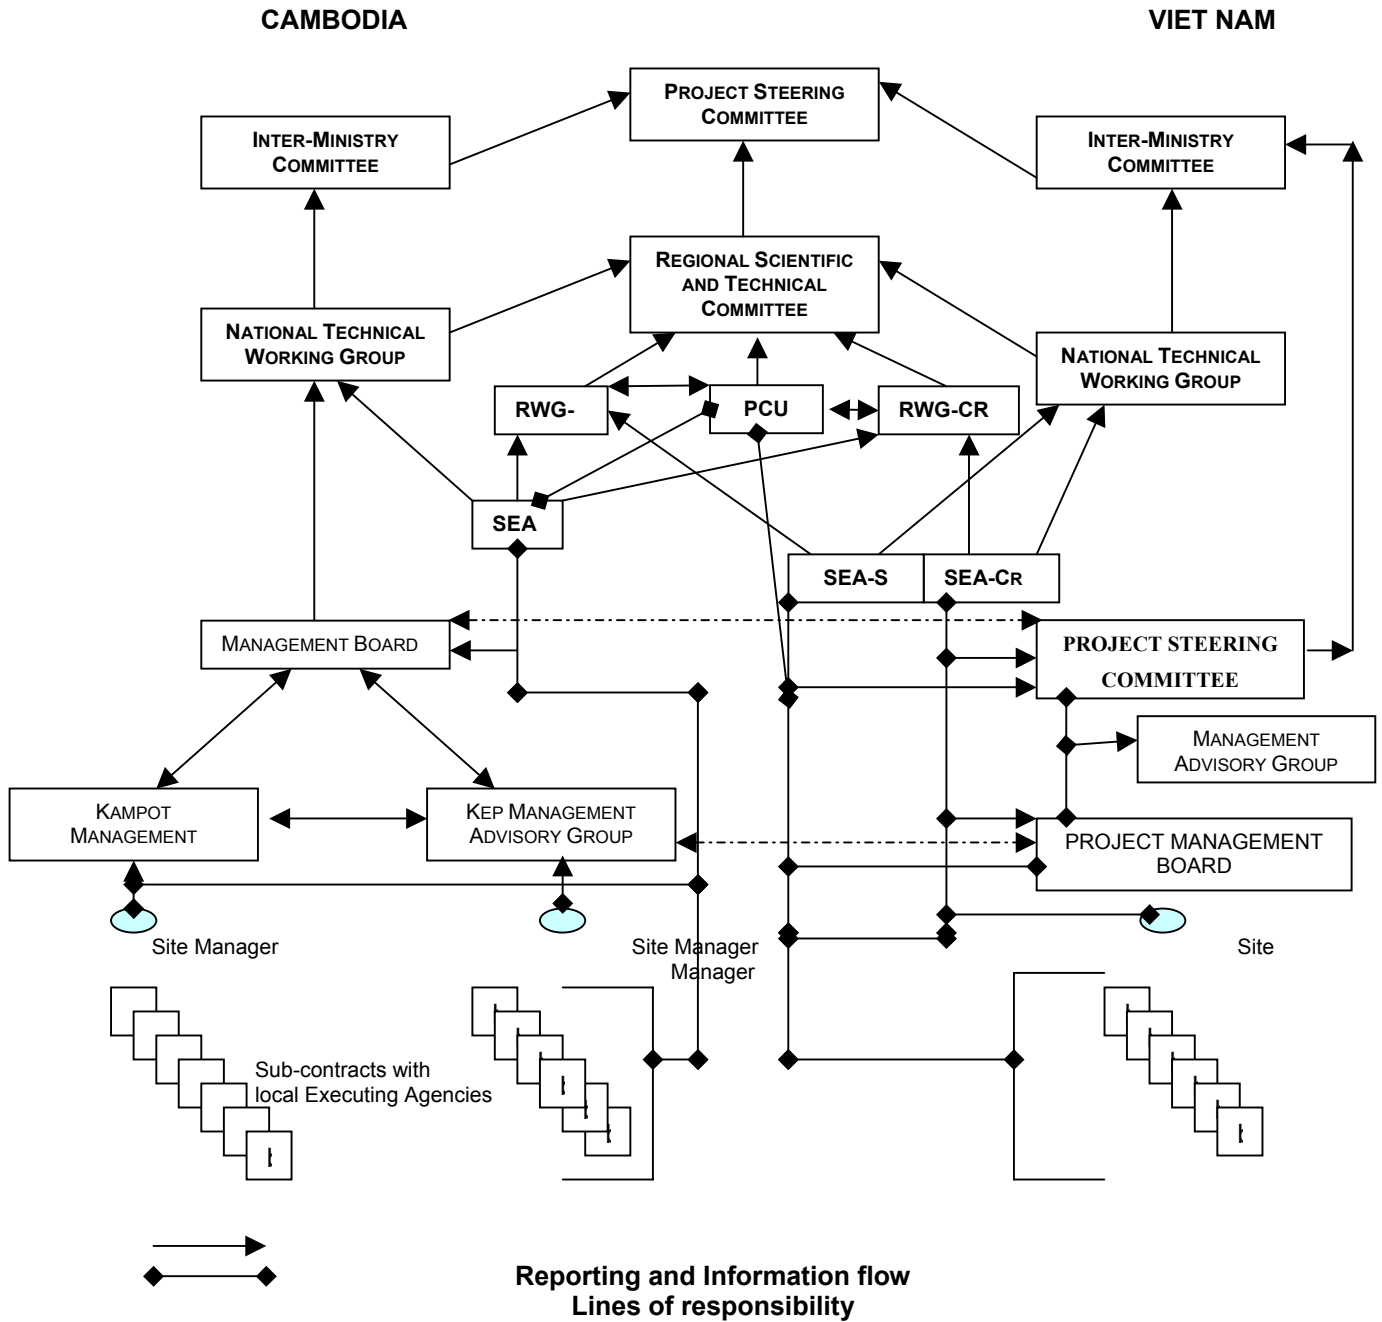 CAMBODIA
VIET NAM
PROJECT STEERING
COMMITTEE
INTER-MINISTRY
COMMITTEE
INTER-MINISTRY
COMMITTEE
REGIONAL SCIENTIFIC
AND TECHNICAL
COMMITTEE
NATIONAL TECHNICAL
WORKING GROUP
NATIONAL TECHNICAL
WORKING GROUP
RWG-
PCU
RWG-CR
SEA
SEA-S
SEA-CR
MANAGEMENT BOARD
PROJECT STEERING
COMMITTEE
MANAGEMENT
ADVISORY GROUP
KAMPOT
MANAGEMENT
KEP MANAGEMENT
ADVISORY GROUP
PROJECT MANAGEMENT
BOARD
Site Manager
Site Manager
Manager
Site
Sub-contracts with
local Executing Agencies
Reporting and Information flow
Lines of responsibility